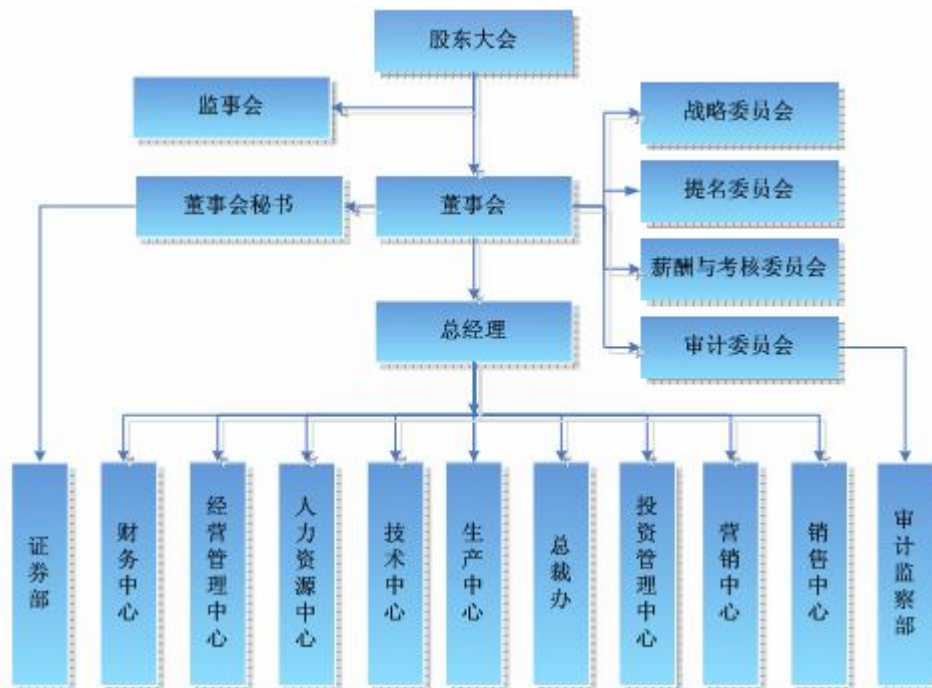 股东大会
监事会
战略委员会
董事会秘书
董事会
提名委员会
薪酬与考核委员会
总经理
审计委员会
证券部
财务中心
经营管理中心
人力资源中心
技术中心
生产中心
总裁办
投资管理中心
营销中心
销售中心
审计监察部